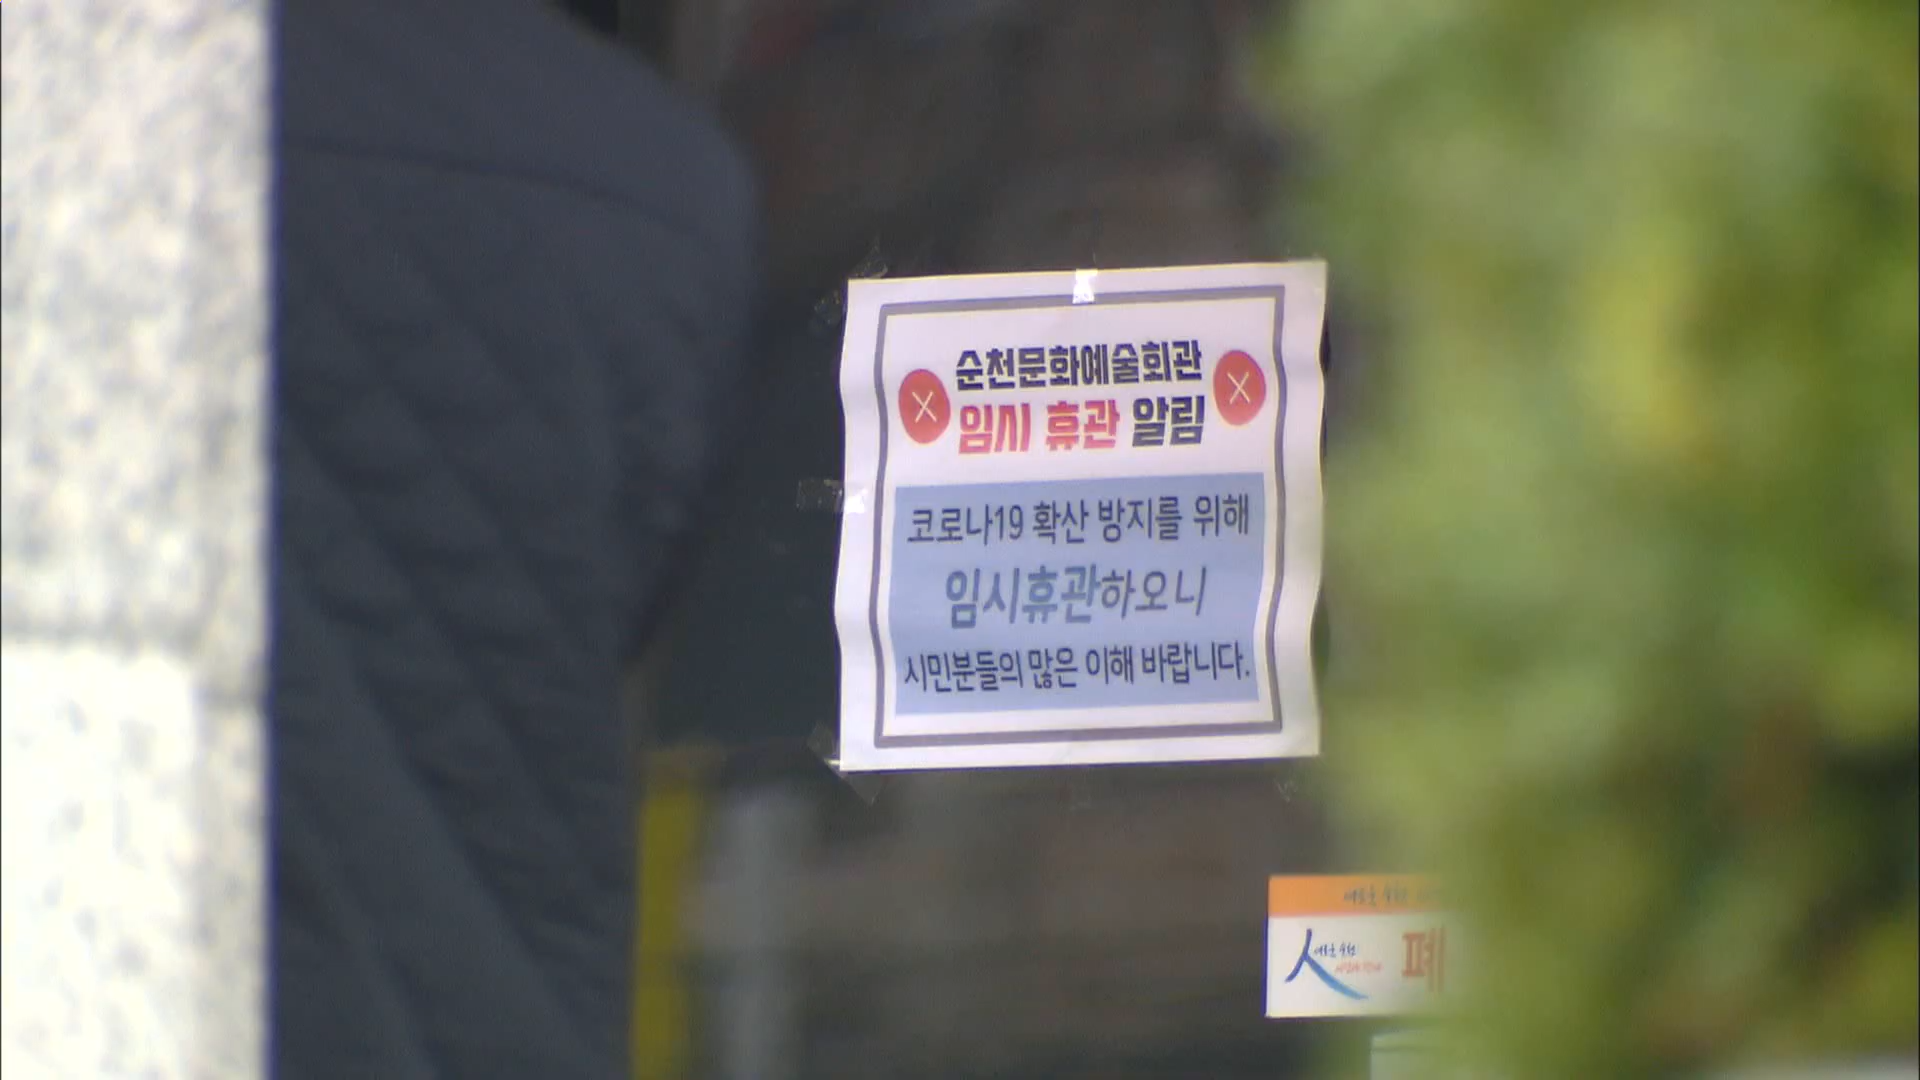 순천문화예술회관
임시 휴관 알림
코로나19 확산 방지를 위해
임시휴관하오니
시민분들의 많은 이해 바랍니다.
폐